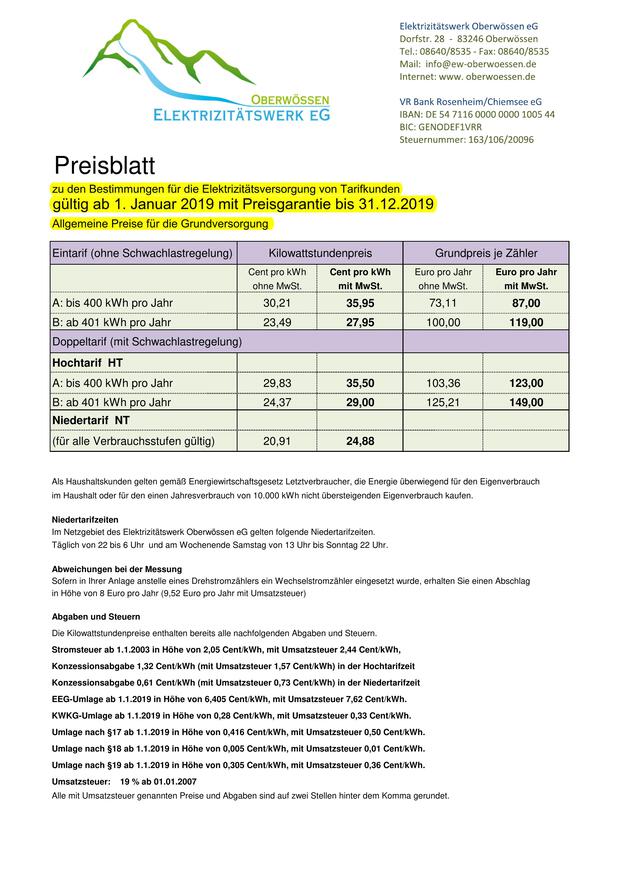 OBERWÖSSEN
ELEKTRIZITÄTSWERK EG
Elektrizitätswerk Oberwössen eG
Dorfstr. 28 - 83246 Oberwössen
Tel.: 08640/8535 - Fax: 08640/8535
Mail: info@ew-oberwoessen.de
Internet: www. oberwoessen.de
VR Bank Rosenheim/Chiemsee eG
IBAN: DE 54 7116 0000 0000 1005 44
BIC: GENODEF1VRR
Steuernummer: 163/106/20096
Preisblatt
zu den Bestimmungen für die Elektrizitätsversorgung von Tarifkunden
gültig ab 1. Januar 2019 mit Preisgarantie bis 31.12.2019
Allgemeine Preise für die Grundversorgung
Eintarif (ohne Schwachlastregelung) Kilowattstundenpreis Grundpreis je Zähler
Cent pro kWh Cent pro kWh Euro pro Jahr Euro pro Jahr
ohne MwSt. mit MwSt. ohne MwSt. mit MwSt.
A: bis 400 kWh pro Jahr 30,21 35,95 73,11 87,00
B: ab 401 kWh pro Jahr 23,49 27,95 100,00 119,00
Doppeltarif (mit Schwachlastregelung)
Hochtarif HT
A: bis 400 kWh pro Jahr 29,83 35,50 103,36 123,00
B: ab 401 kWh pro Jahr 24,37 29,00 125,21 149,00
Niedertarif NT
(für alle Verbrauchsstufen gültig) 20,91 24,88
Als Haushaltskunden gelten gemäß Energiewirtschaftsgesetz Letztverbraucher, die Energie überwiegend für den Eigenverbrauch
im Haushalt oder für den einen Jahresverbrauch von 10.000 kWh nicht übersteigenden Eigenverbrauch kaufen.
Niedertarifzeiten
Im Netzgebiet des Elektrizitätswerk Oberwössen eG gelten folgende Niedertarifzeiten.
Täglich von 22 bis 6 Uhr und am Wochenende Samstag von 13 Uhr bis Sonntag 22 Uhr.
Abweichungen bei der Messung
Sofern in Ihrer Anlage anstelle eines Drehstromzählers ein Wechselstromzähler eingesetzt wurde, erhalten Sie einen Abschlag
in Höhe von 8 Euro pro Jahr (9,52 Euro pro Jahr mit Umsatzsteuer)
Abgaben und Steuern
Die Kilowattstundenpreise enthalten bereits alle nachfolgenden Abgaben und Steuern.
Stromsteuer ab 1.1.2003 in Höhe von 2,05 Cent/kWh, mit Umsatzsteuer 2,44 Cent/kWh,
Konzessionsabgabe 1,32 Cent/kWh (mit Umsatzsteuer 1,57 Cent/kWh) in der Hochtarifzeit
Konzessionsabgabe 0,61 Cent/kWh (mit Umsatzsteuer 0,73 Cent/kWh) in der Niedertarifzeit
EEG-Umlage ab 1.1.2019 in Höhe von 6,405 Cent/kWh, mit Umsatzsteuer 7,62 Cent/kWh.
KWKG-Umlage ab 1.1.2019 in Höhe von 0,28 Cent/kWh, mit Umsatzsteuer 0,33 Cent/kWh.
Umlage nach §17 ab 1.1.2019 in Höhe von 0,416 Cent/kWh, mit Umsatzsteuer 0,50 Cent/kWh.
Umlage nach §18 ab 1.1.2019 in Höhe von 0,005 Cent/kWh, mit Umsatzsteuer 0,01 Cent/kWh.
Umlage nach §19 ab 1.1.2019 in Höhe von 0,305 Cent/kWh, mit Umsatzsteuer 0,36 Cent/kWh.
Umsatzsteuer: 19 % ab 01.01.2007
Alle mit Umsatzsteuer genannten Preise und Abgaben sind auf zwei Stellen hinter dem Komma gerundet.